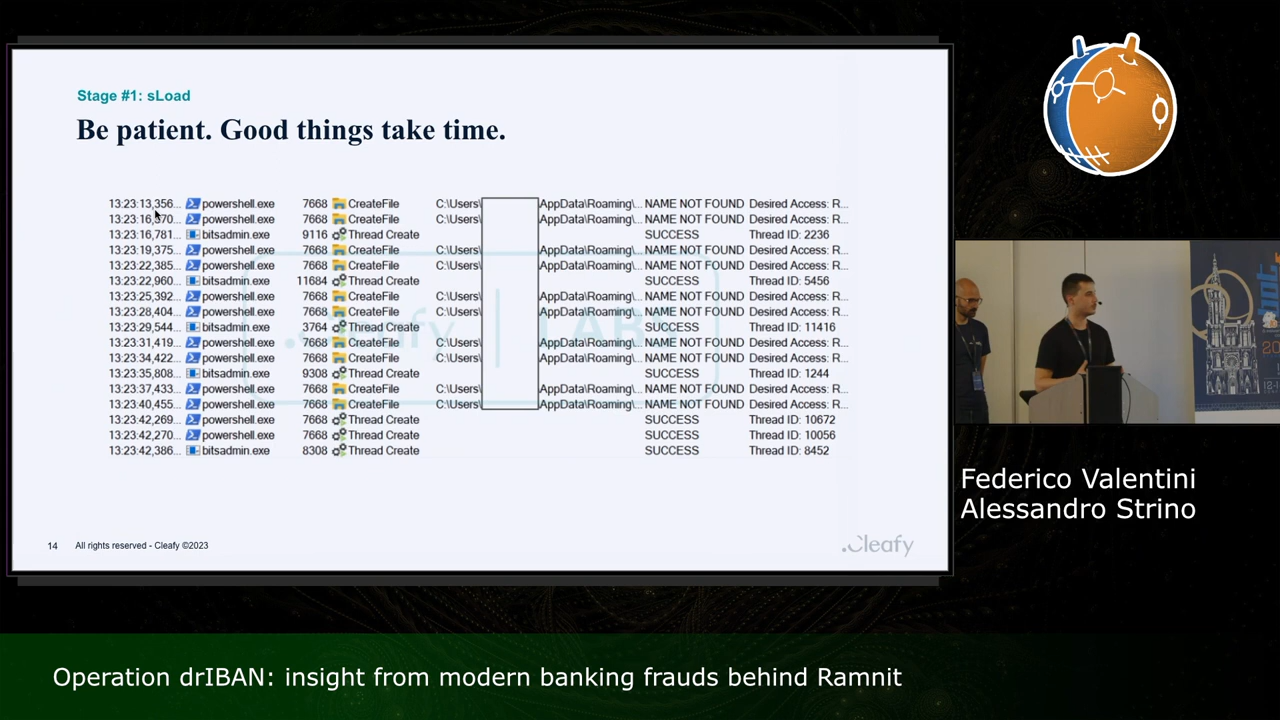 Stage #1: sLoad
Be patient. Good things take time.
13:23:13,356... powershell.exe 7668 CreateFile C:\Users\ AppData\Roaming\... NAME NOT FOUND Desired Access: R...
13:23:16,370... powershell.exe 7668 CreateFile C:\Users\ AppData\Roaming\... NAME NOT FOUND Desired Access: R...
13:23:16,781... bitsadmin.exe 9116 Thread Create SUCCESS Thread ID: 2236
13:23:19,375... powershell.exe 7668 CreateFile C:\Users\ AppData\Roaming\... NAME NOT FOUND Desired Access: R...
13:23:22,385... powershell.exe 7668 CreateFile C:\Users\ AppData\Roaming\... NAME NOT FOUND Desired Access: R...
13:23:22,960... bitsadmin.exe 11684 Thread Create SUCCESS Thread ID: 5456
13:23:25,392... powershell.exe 7668 CreateFile C:\Users\ AppData\Roaming\... NAME NOT FOUND Desired Access: R...
13:23:28,404... powershell.exe 7668 CreateFile C:\Users\ AppData\Roaming\... NAME NOT FOUND Desired Access: R...
13:23:29,544... bitsadmin.exe 3764 Thread Create SUCCESS Thread ID: 11416
13:23:31,419... powershell.exe 7668 CreateFile C:\Users\ AppData\Roaming\... NAME NOT FOUND Desired Access: R...
13:23:34,422... powershell.exe 7668 CreateFile C:\Users\ AppData\Roaming\... NAME NOT FOUND Desired Access: R...
13:23:35,808... bitsadmin.exe 9308 Thread Create SUCCESS Thread ID: 1244
13:23:37,433... powershell.exe 7668 CreateFile C:\Users\ AppData\Roaming\... NAME NOT FOUND Desired Access: R...
13:23:40,455... powershell.exe 7668 CreateFile C:\Users\ AppData\Roaming\... NAME NOT FOUND Desired Access: R...
13:23:42,269... powershell.exe 7668 Thread Create SUCCESS Thread ID: 10672
13:23:42,270... powershell.exe 7668 Thread Create SUCCESS Thread ID: 10056
13:23:42,386... bitsadmin.exe 8308 Thread Create SUCCESS Thread ID: 8452
.Cleafy | LABS
14 All rights reserved - Cleafy ©2023
.Cleafy
Federico Valentini
Alessandro Strino
Operation drIBAN: insight from modern banking frauds behind Ramnit